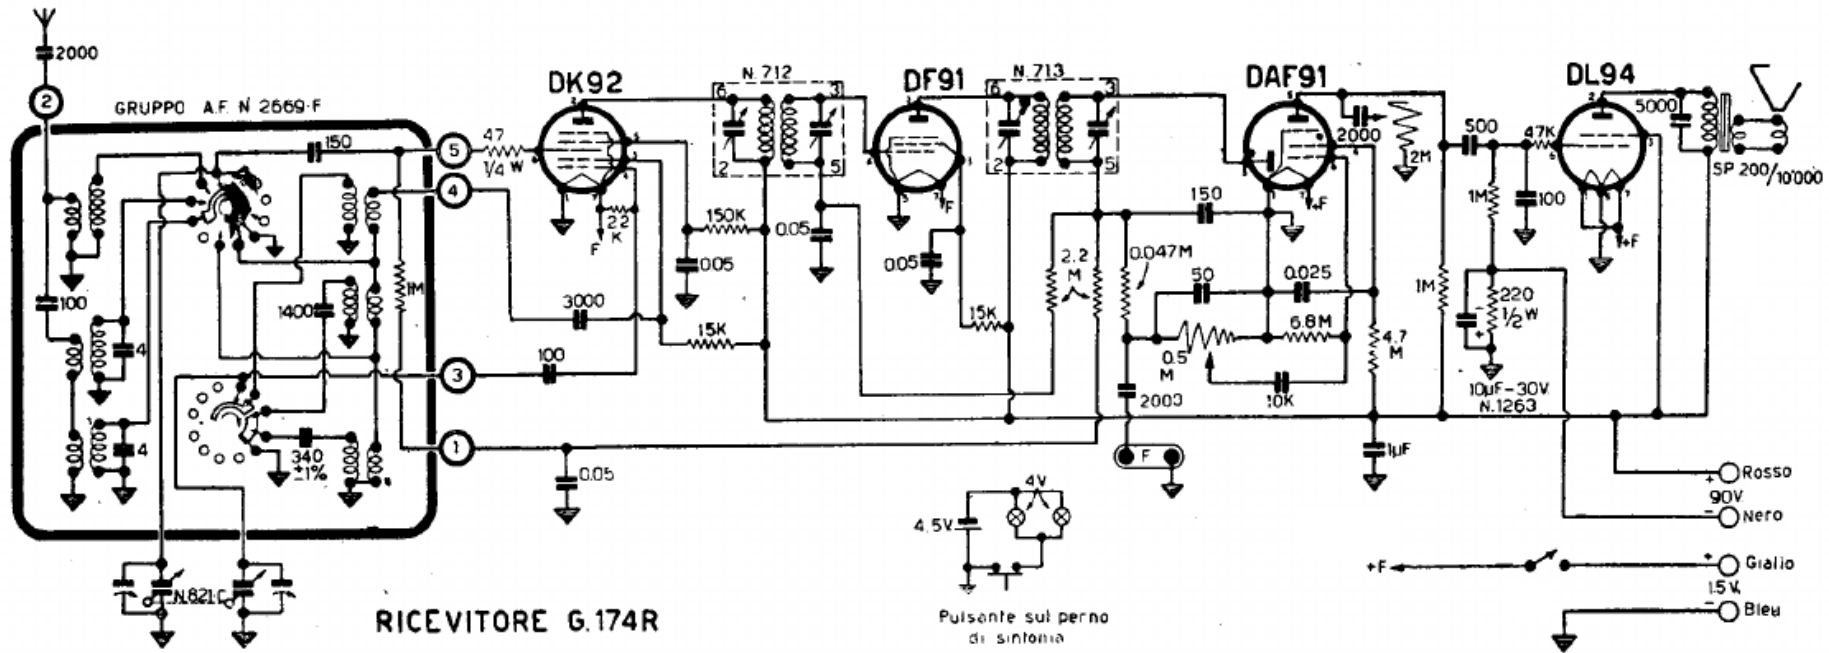 2000
2
GRUPPO A.F. N 2669-F
150
5
47
1/4 W
4
100
4
4
1400
1M
3
340
±1%
1
N.821.C
DK92
22
K
F
150K
0.05
3000
15K
100
0.05
N. 712
6
3
2
5
0.05
DF91
F
0.05
15K
N. 713
6
3
2
5
150
2.2
M
0.047M
50
0.025
0.5
M
6.8M
10K
2000
F
DAF91
+F
2000
2M
4.7
M
1µF
1M
500
47K
1M
100
220
1/2 W
10µF-30V
N.1263
DL94
+F
5000
SP 200/10'000
4V
4.5V
Pulsante sul perno
di sintonia
+ Rosso
90V
- Nero
+F
+ Giallo
1.5 V.
- Bleu
RICEVITORE G.174R